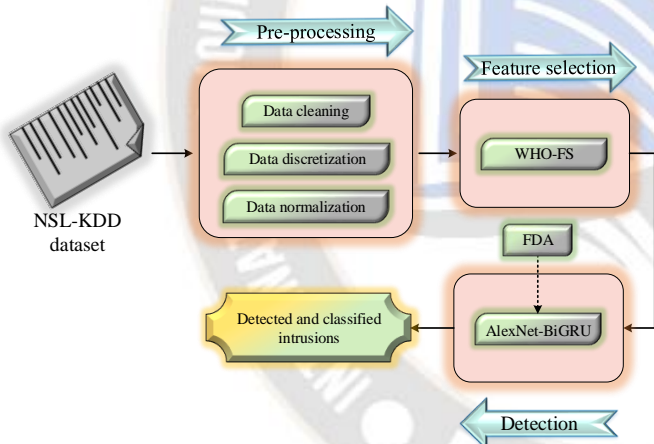 Pre-processing
Feature selection
Data cleaning
Data discretization
Data normalization
WHO-FS
NSL-KDD
dataset
FDA
Detected and classified
intrusions
AlexNet-BiGRU
Detection